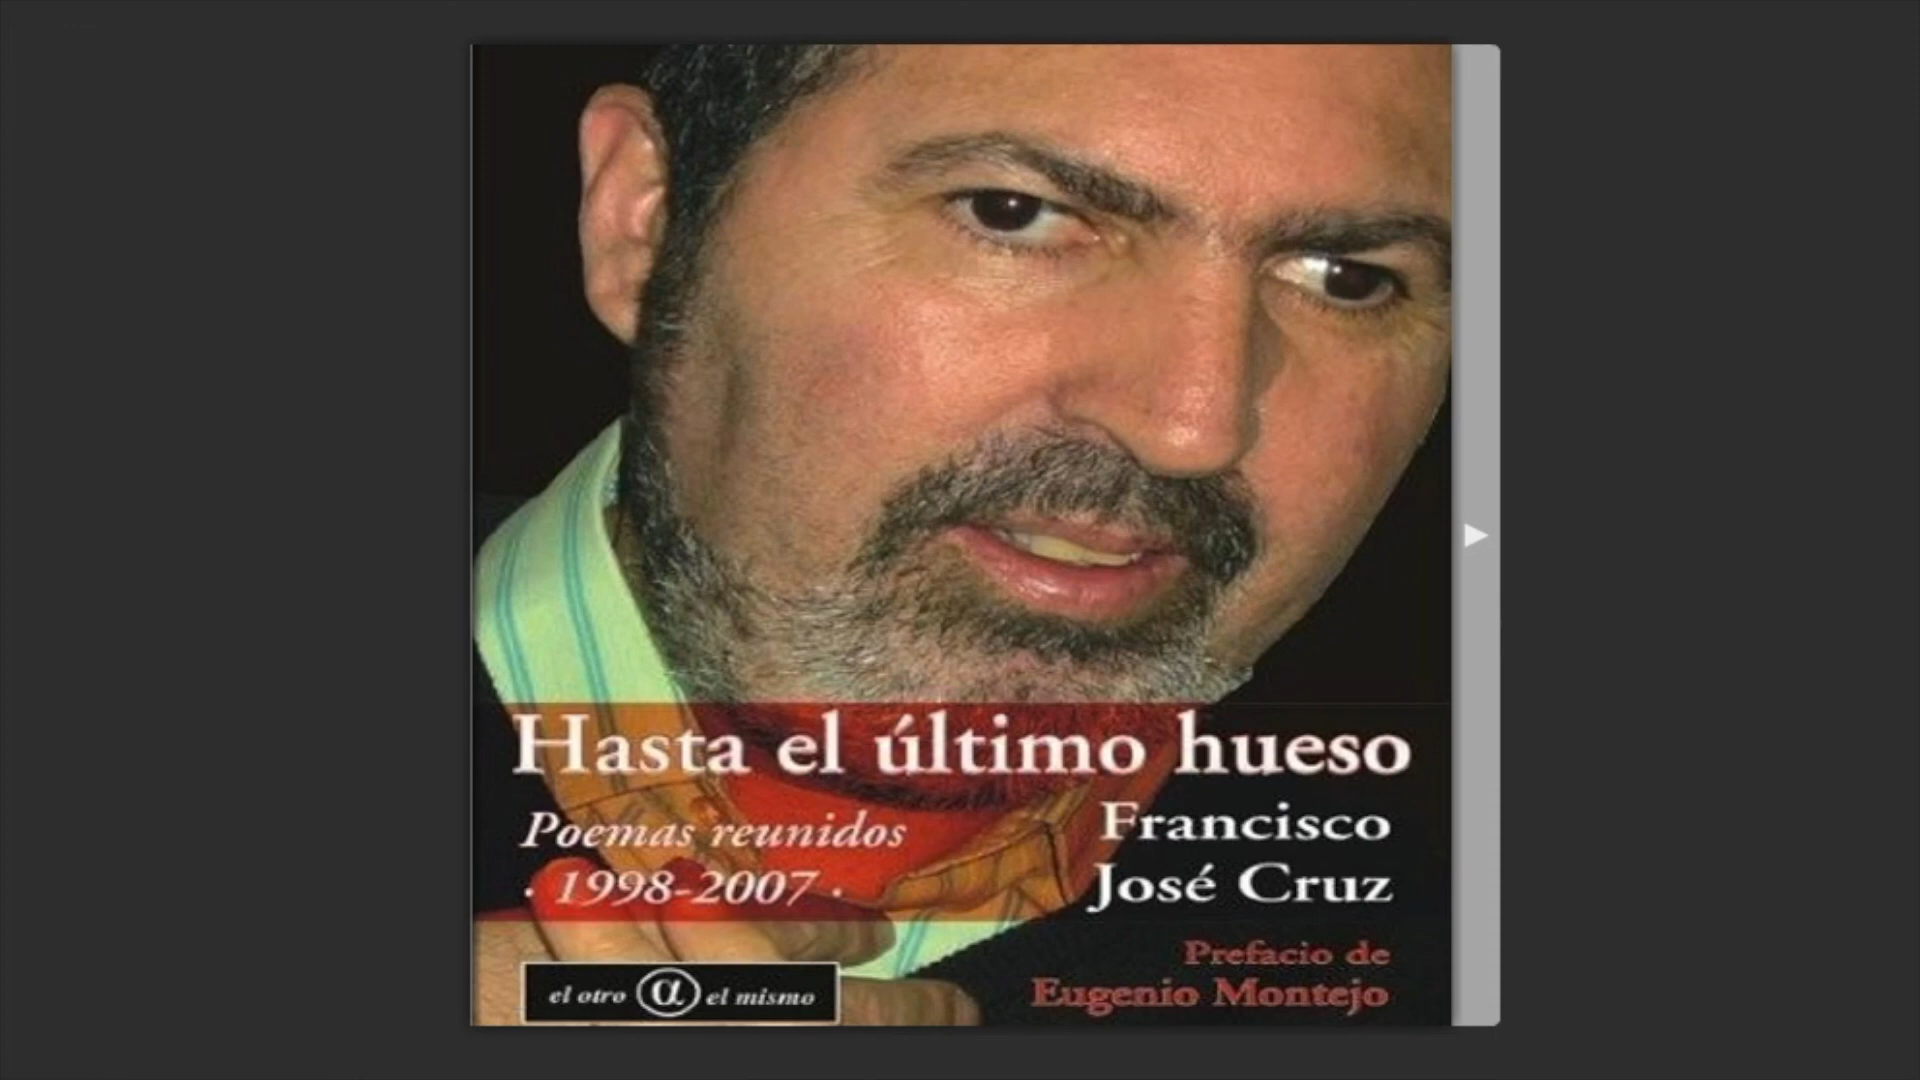 Hasta el último hueso
Poemas reunidos
· 1998-2007 ·
Francisco
José Cruz
Prefacio de
Eugenio Montejo
el otro @ el mismo